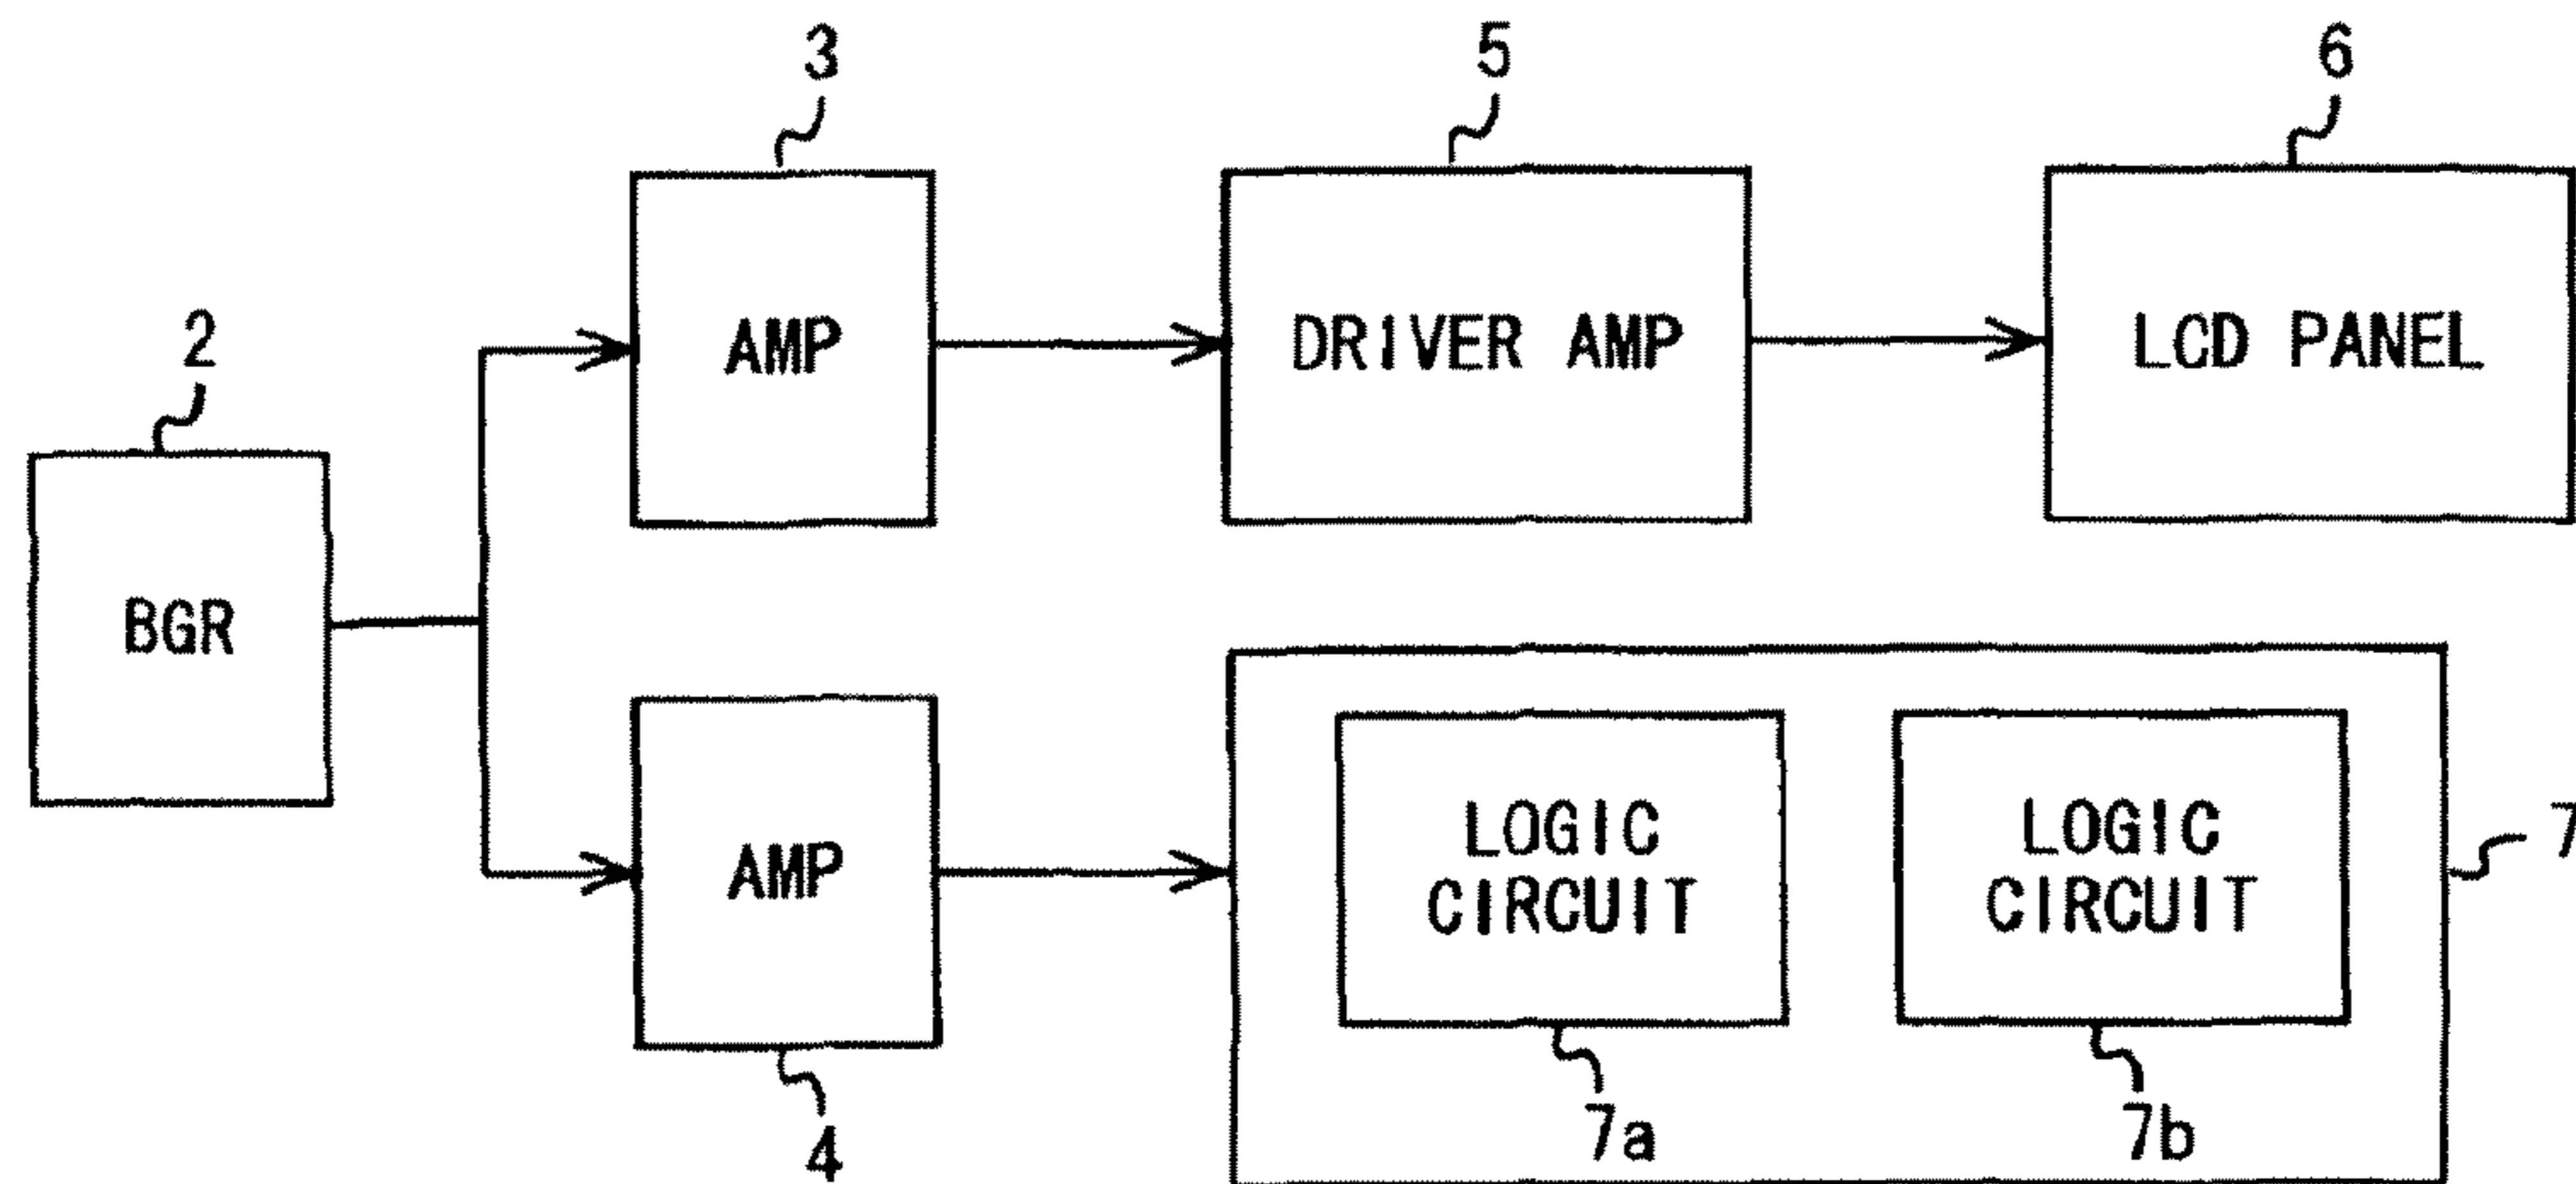 3
5
6
2
AMP
DRIVER AMP
LCD PANEL
BGR
AMP
LOGIC
CIRCUIT
LOGIC
CIRCUIT
7
4
7a
7b